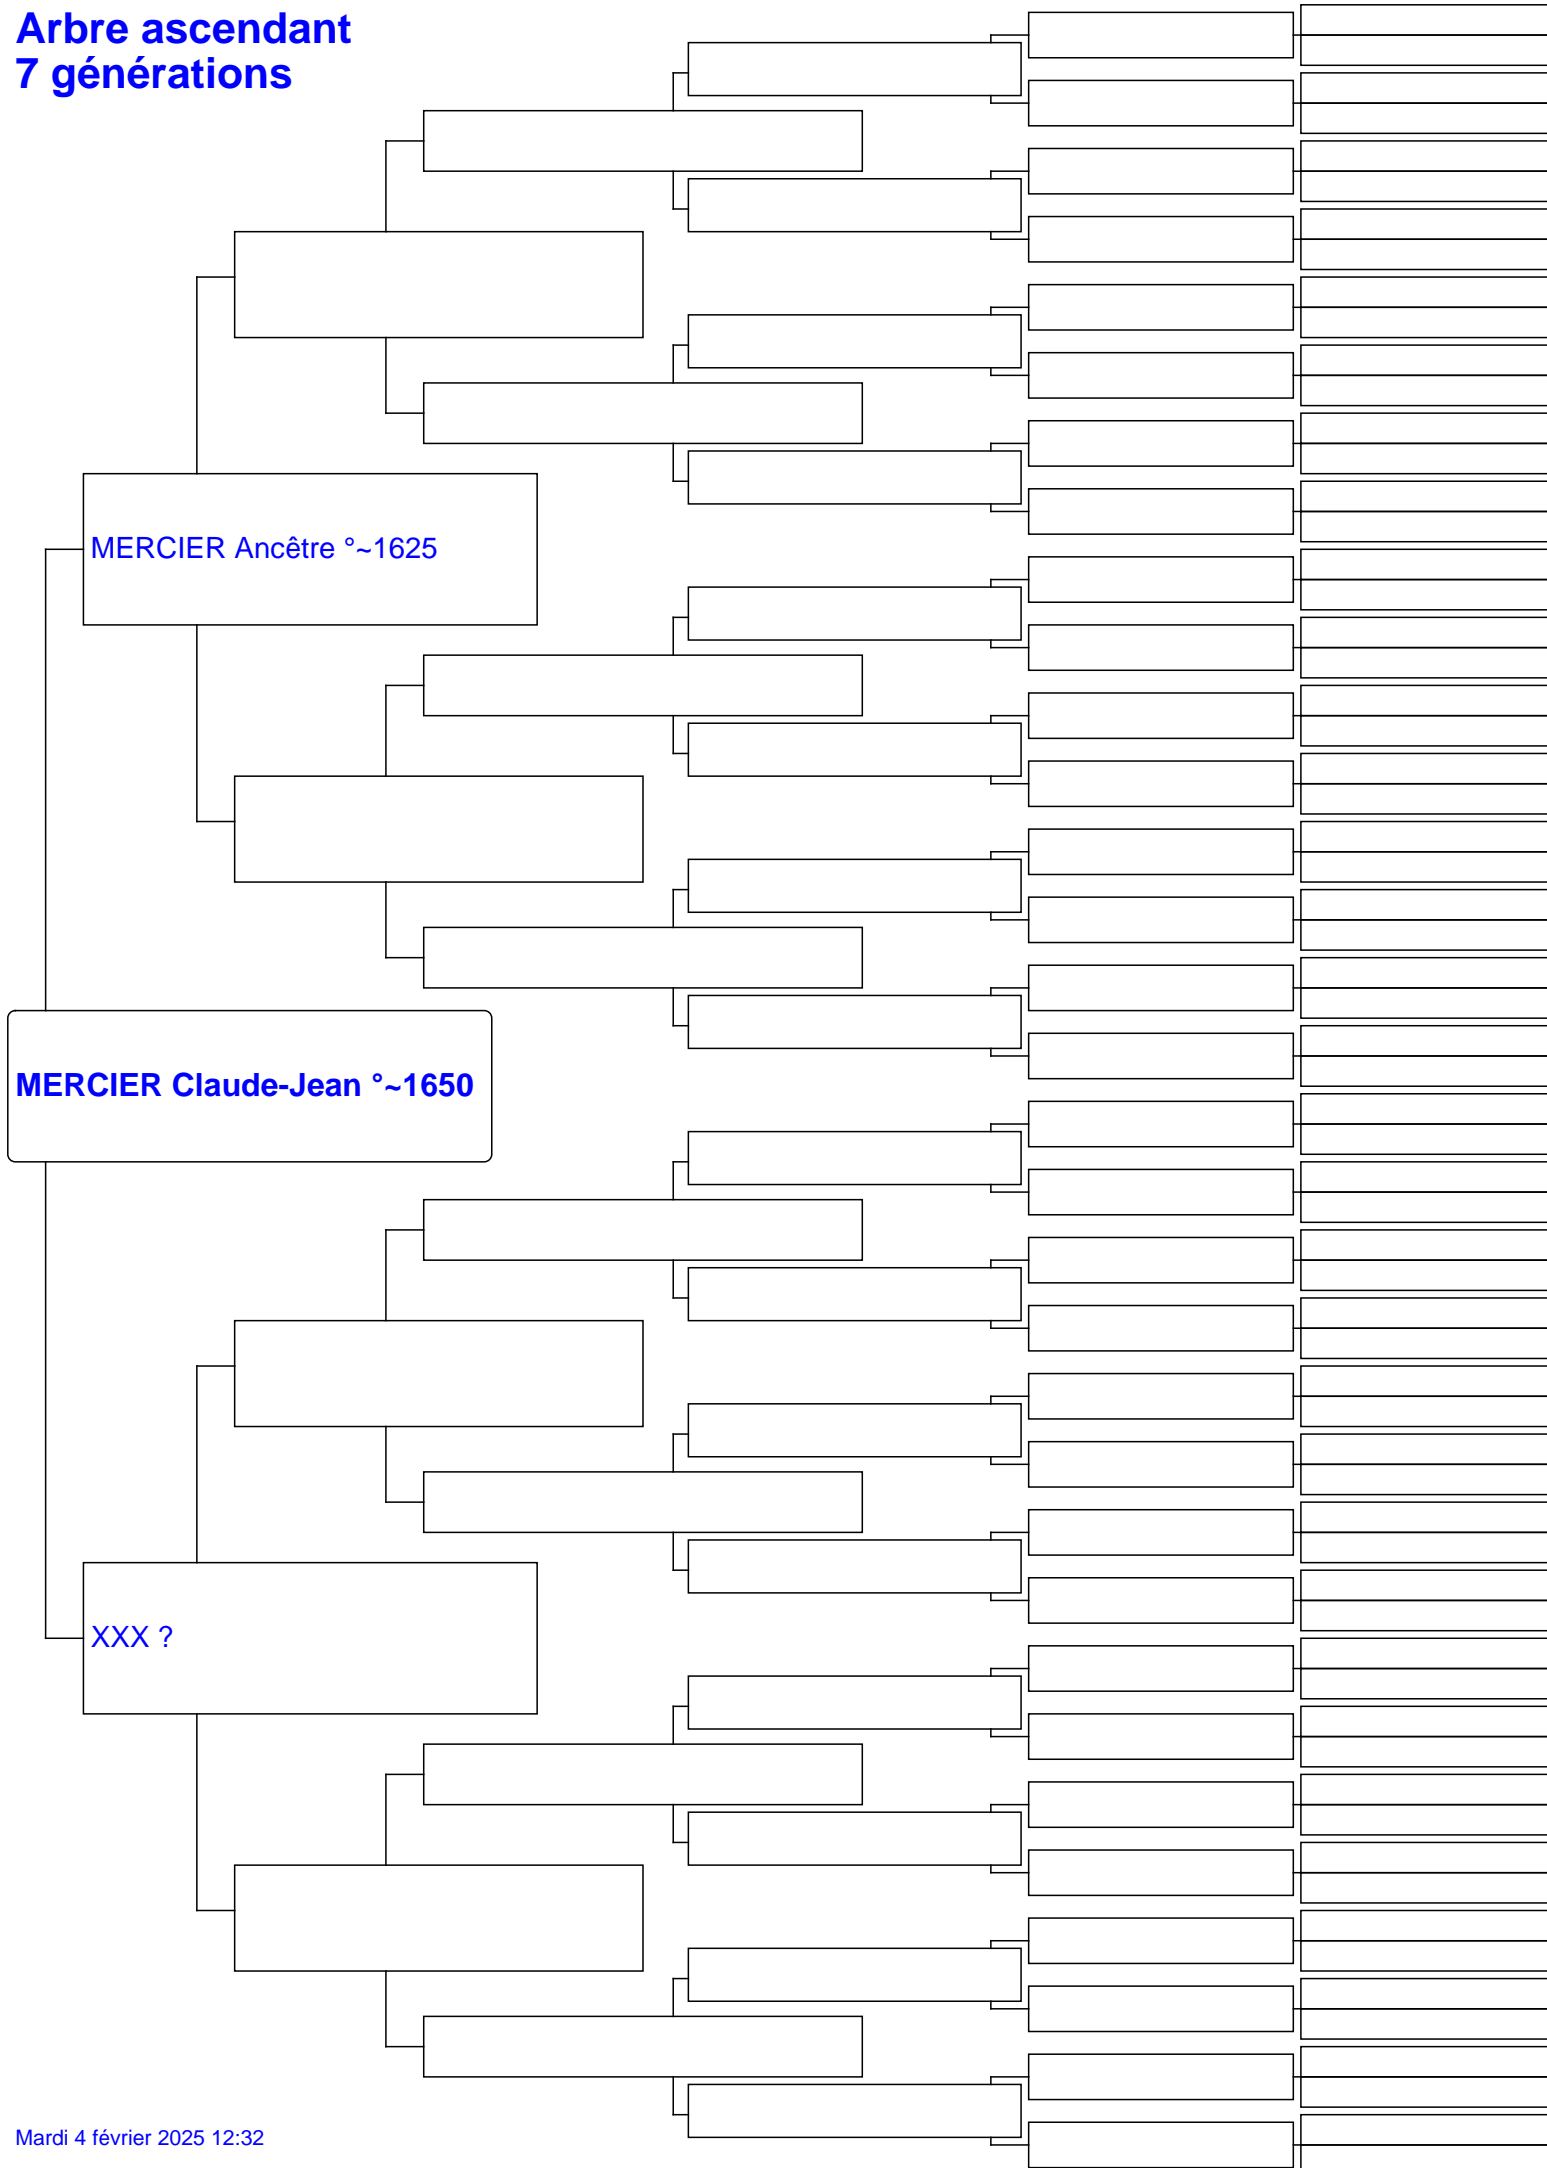 Arbre ascendant
7 générations
MERCIER Ancêtre °~1625
MERCIER Claude-Jean °~1650
XXX ?
Mardi 4 février 2025 12:32